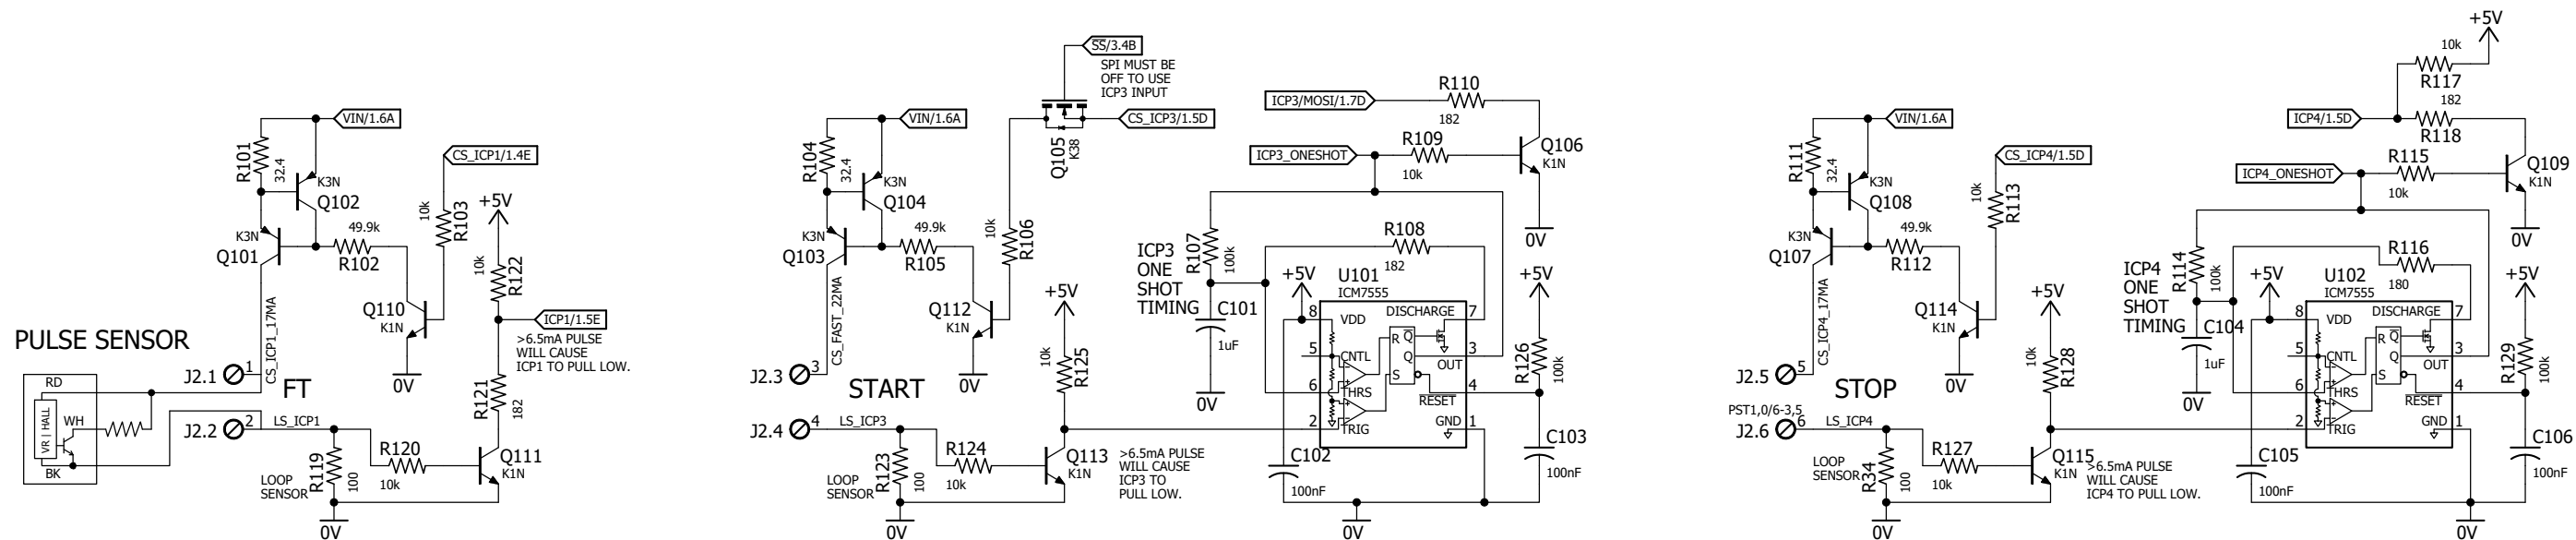 PULSE SENSOR
RD
WH
VR | HALL
BK
J2.1
1
J2.2
2
FT
CS_ICP1_17MA
LS_ICP1
R101
32.4
K3N
Q102
VIN/1.6A
K3N
Q101
49.9k
R102
CS_ICP1/1.4E
10k
R103
+5V
10k
R122
Q110
K1N
0V
ICP1/1.5E
>6.5mA PULSE
WILL CAUSE
ICP1 TO PULL LOW.
R121
182
LOOP
SENSOR
R119
100
R120
10k
Q111
K1N
0V
SS/3.4B
SPI MUST BE
OFF TO USE
ICP3 INPUT
R104
32.4
K3N
Q104
VIN/1.6A
Q105
K38
CS_ICP3/1.5D
K3N
Q103
49.9k
R105
10k
R106
CS_FAST_22MA
Q112
K1N
0V
+5V
10k
R125
J2.3
3
START
J2.4
4
LS_ICP3
LOOP
SENSOR
R123
100
R124
10k
Q113
K1N
0V
>6.5mA PULSE
WILL CAUSE
ICP3 TO
PULL LOW.
R110
182
ICP3/MOSI/1.7D
R109
10k
ICP3_ONESHOT
Q106
K1N
0V
ICP3
ONE
SHOT
TIMING
R107
100k
C101
1uF
0V
R108
182
+5V
U101
ICM7555
8
VDD
DISCHARGE
7
5
CNTL
R
Q
Q
3
OUT
S
6
THRS
4
RESET
2
TRIG
GND
1
+5V
R126
100k
C102
100nF
C103
100nF
0V
R111
32.4
K3N
Q108
VIN/1.6A
K3N
Q107
49.9k
R112
CS_ICP4/1.5D
10k
R113
CS_ICP4_17MA
Q114
K1N
0V
+5V
10k
R128
J2.5
5
STOP
PST1,0/6-3,5
J2.6
6
LS_ICP4
LOOP
SENSOR
R34
100
R127
10k
Q115
K1N
0V
>6.5mA PULSE
WILL CAUSE
ICP4 TO PULL LOW.
+5V
10k
R117
182
R118
ICP4/1.5D
R115
10k
ICP4_ONESHOT
Q109
K1N
0V
ICP4
ONE
SHOT
TIMING
R114
100k
C104
1uF
0V
R116
180
+5V
U102
ICM7555
8
VDD
DISCHARGE
7
5
CNTL
R
Q
Q
3
OUT
S
6
THRS
4
RESET
2
TRIG
GND
1
+5V
R129
100k
C105
100nF
C106
100nF
0V